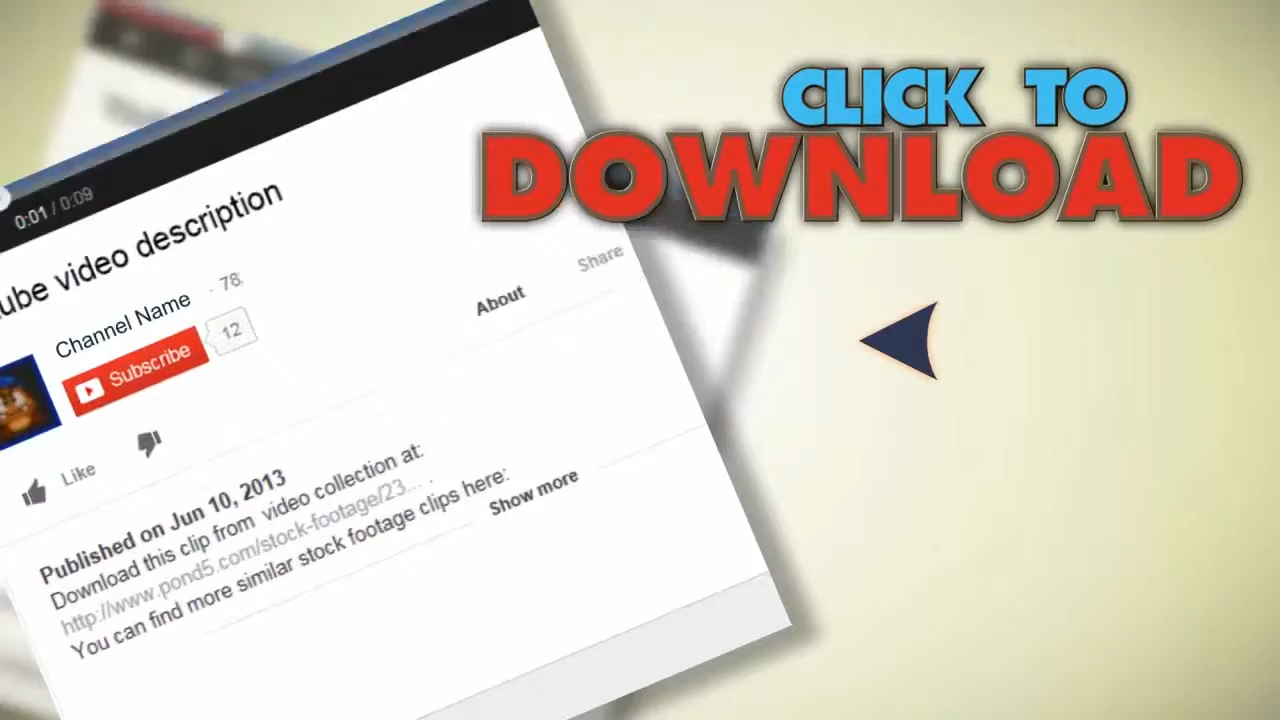 CLICK TO
DOWNLOAD
0:01 / 0:09
ube video description
Channel Name
78
Subscribe
12
About
Share
Like
Published on Jun 10, 2013
Download this clip from video collection at:
http://www.pond5.com/stock-footage/23...
You can find more similar stock footage clips here:
Show more